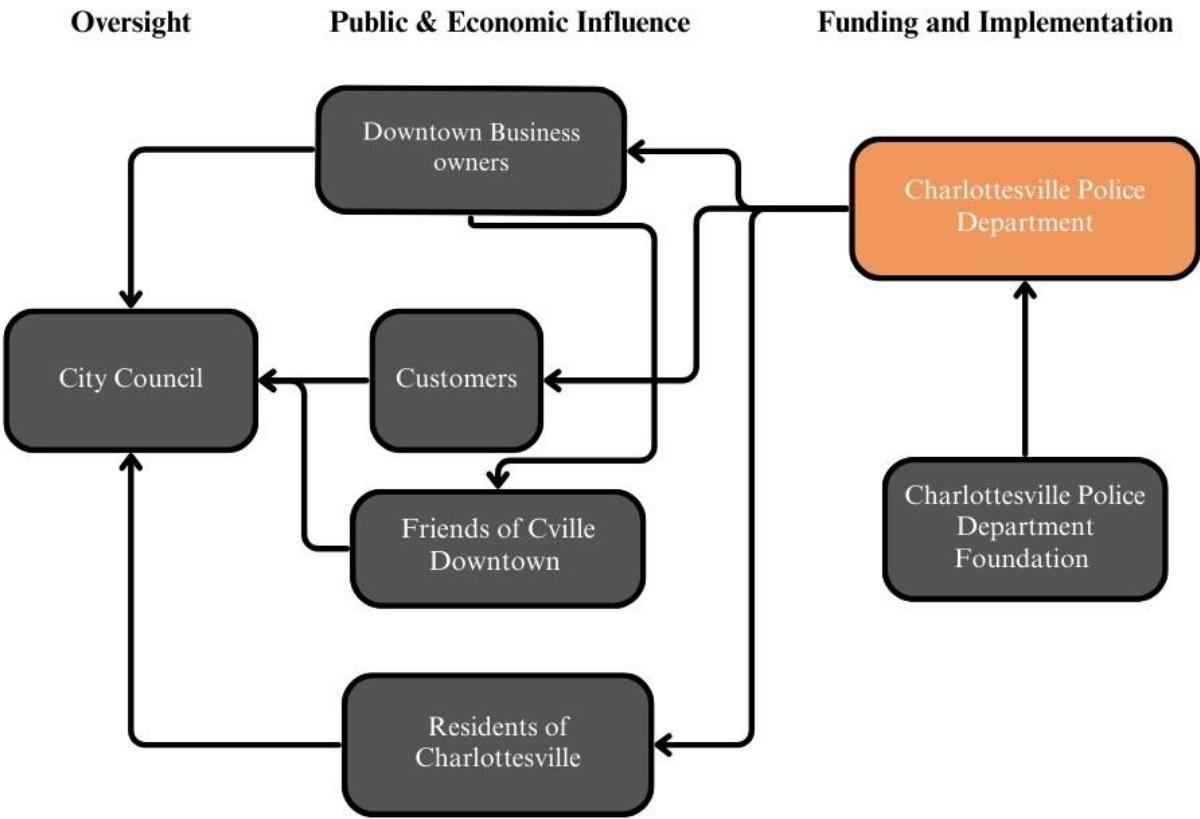 Oversight
Public & Economic Influence
Funding and Implementation
Downtown Business
owners
Charlottesville Police
Department
City Council
Customers
Friends of Cville
Downtown
Charlottesville Police
Department
Foundation
Residents of
Charlottesville